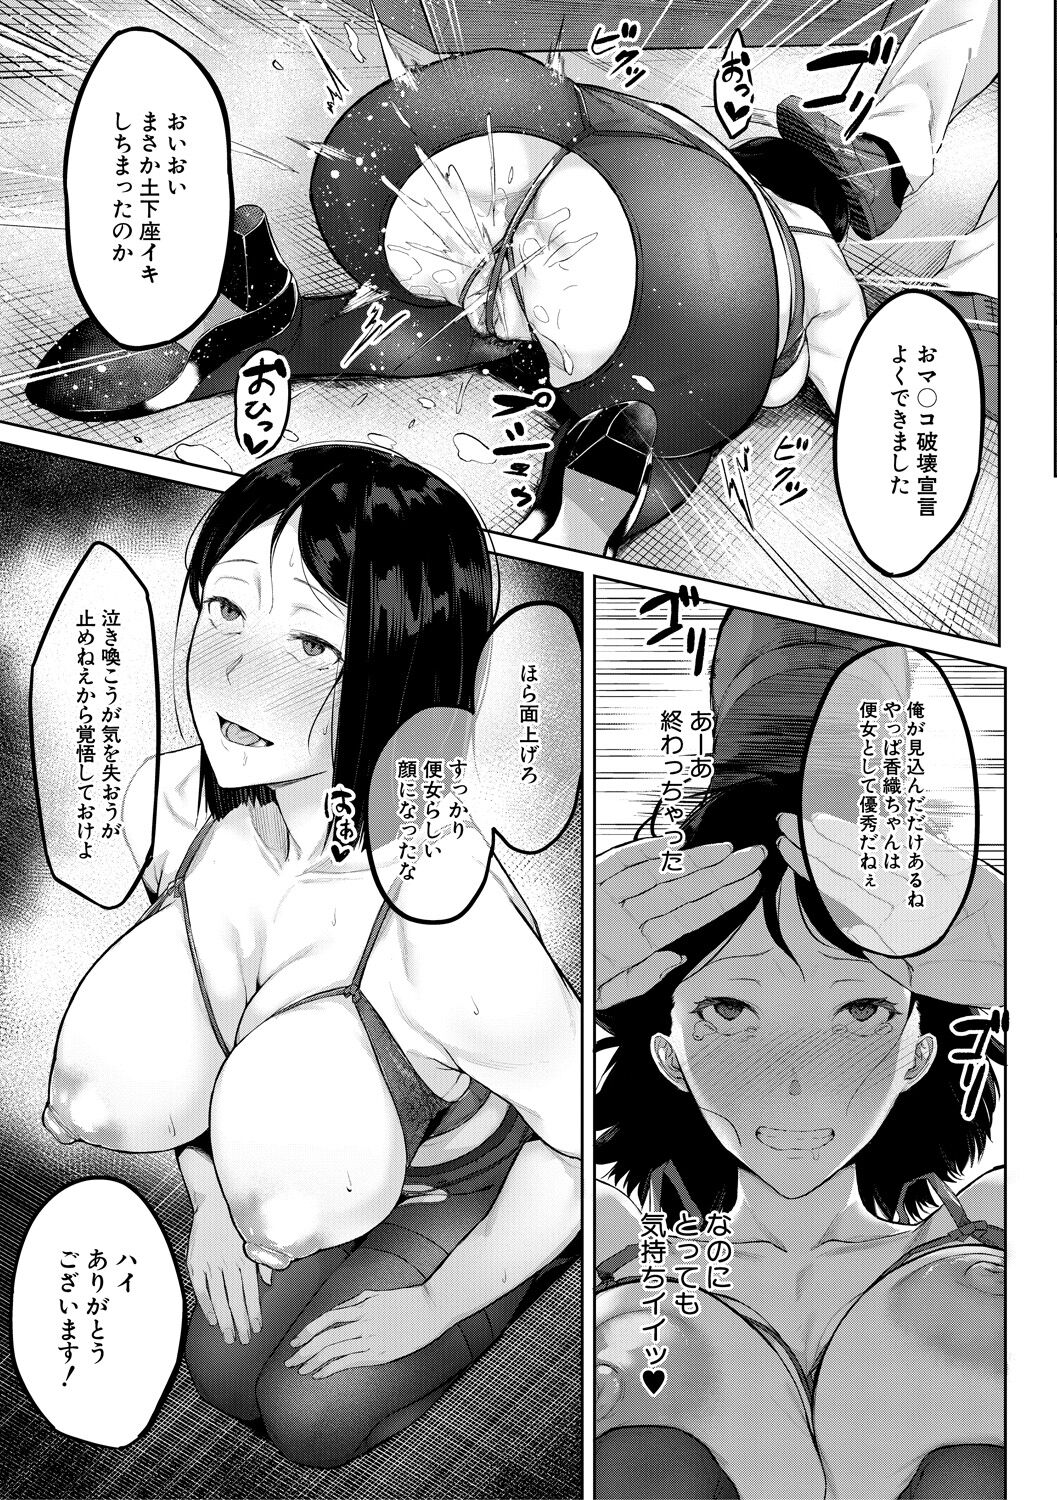 おマ〇コ破壊宣言
よくできました
おいおい
まさか土下座イキ
しちまったのか
ゴッ
おっ♥
ビクッ
ビクッ
プ
ジュッ
おひっ♥
俺が見込んだだけあるね
やっぱ香織ちゃんは
便女として優秀だねぇ
ゴリ
あーあ
終わっちゃった
ゴリ
なのに
とっても
気持ちイイッ♥
ほら面上げろ
すっかり
便女らしい
顔になったな
はぁ♥
泣き喚こうが気を失おうが
止めねえから覚悟しておけよ
ハイ
ありがとう
ございます！